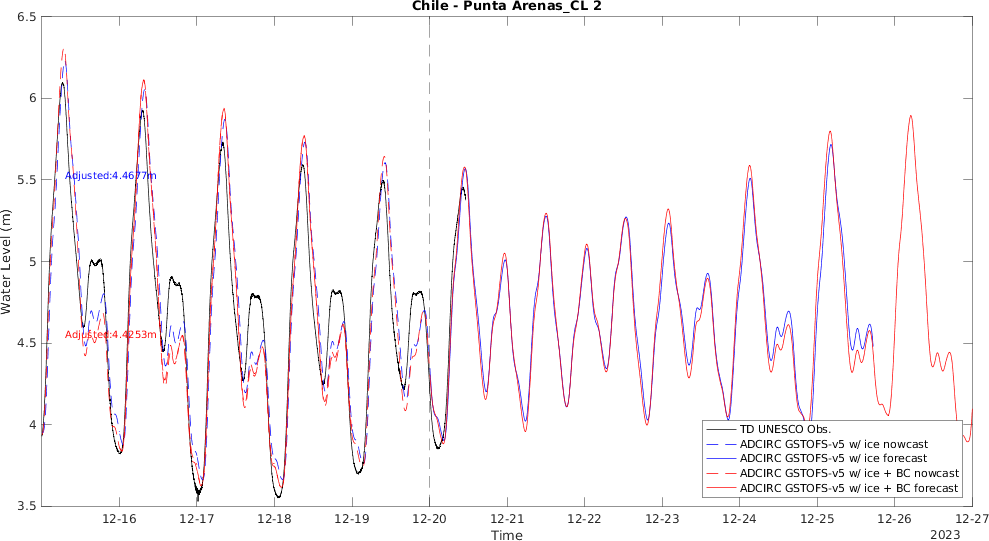 Chile - Punta Arenas_CL 2
6.5
6
5.5
5
4.5
4
3.5
Water Level (m)
Adjusted:4.4677m
Adjusted:4.4253m
TD UNESCO Obs.
ADCIRC GSTOFS-v5 w/ ice nowcast
ADCIRC GSTOFS-v5 w/ ice forecast
ADCIRC GSTOFS-v5 w/ ice + BC nowcast
ADCIRC GSTOFS-v5 w/ ice + BC forecast
12-16 12-17 12-18 12-19 12-20 12-21 12-22 12-23 12-24 12-25 12-26 12-27
Time
2023